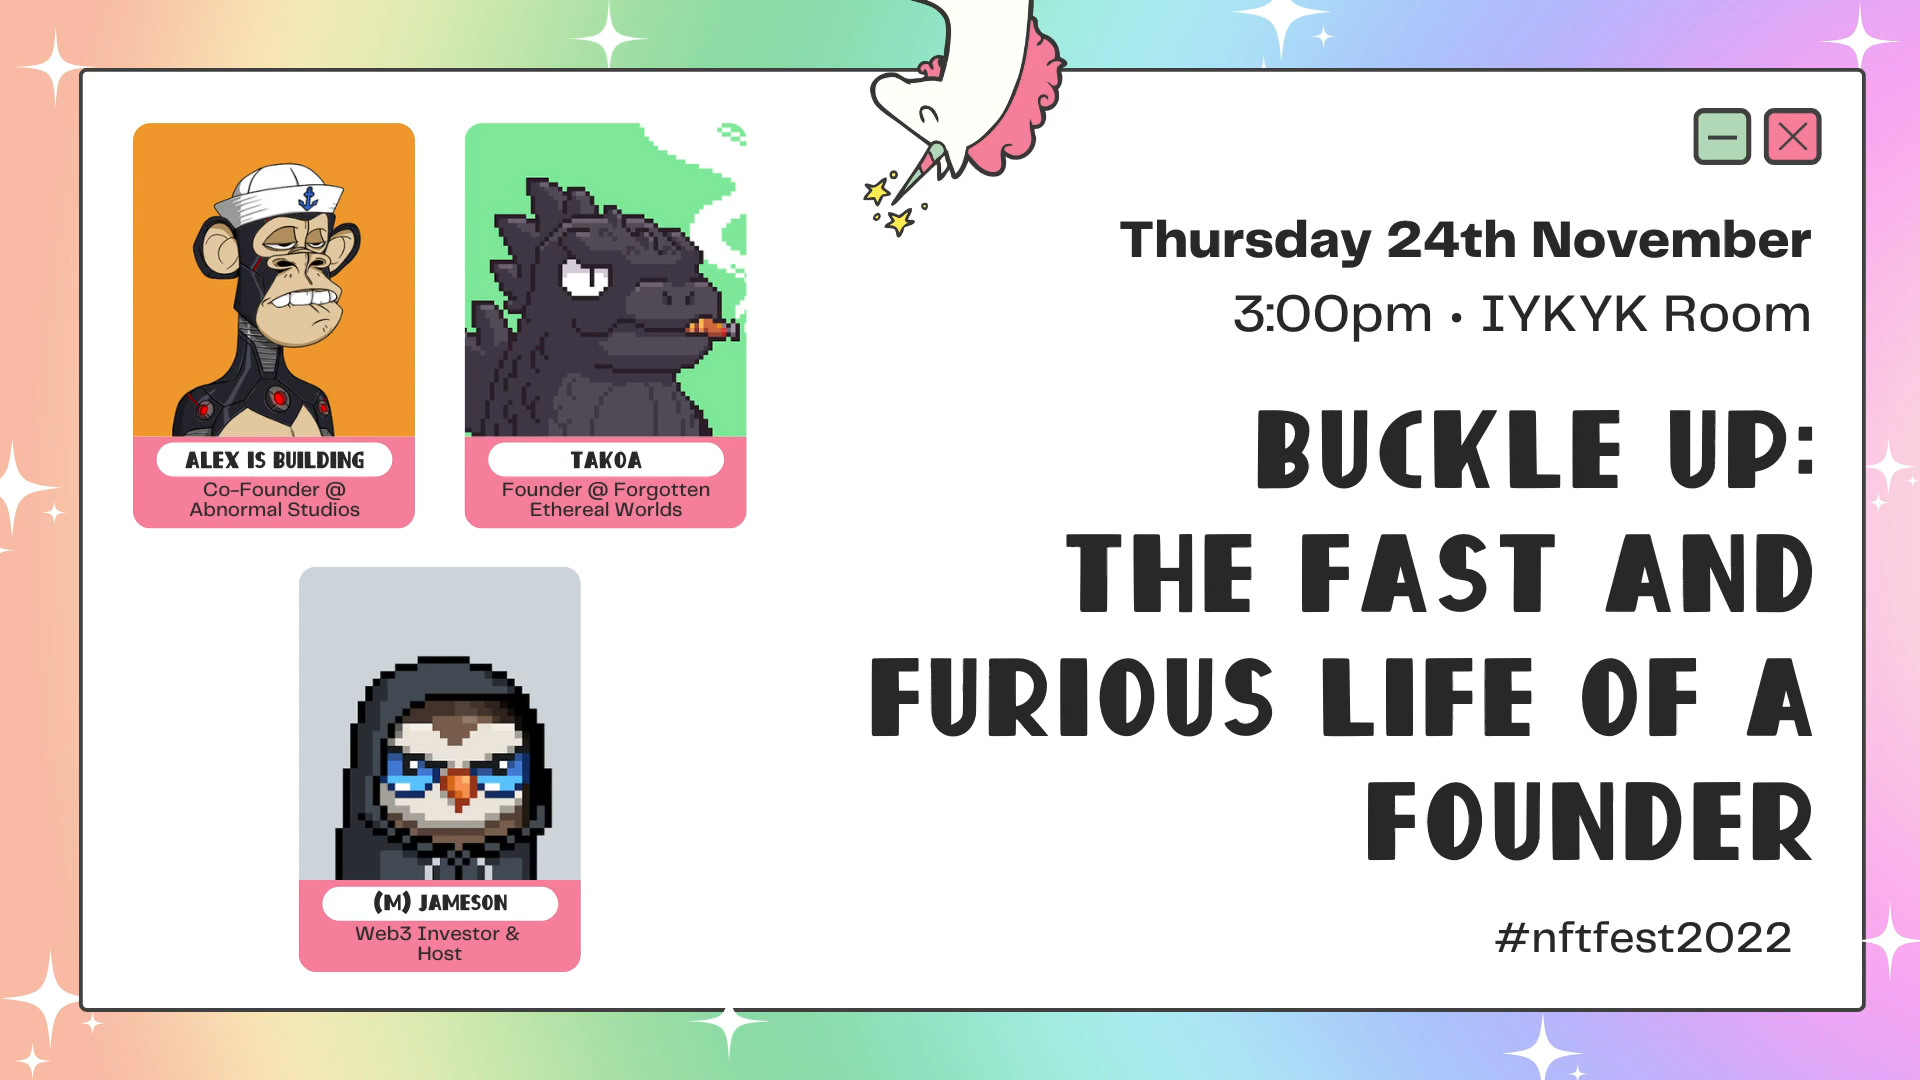 ALEX IS BUILDING
Co-Founder @
Abnormal Studios
TAKOA
Founder @ Forgotten
Ethereal Worlds
(M) JAMESON
Web3 Investor &
Host
Thursday 24th November
3:00pm • IYKYK Room
BUCKLE UP:
THE FAST AND
FURIOUS LIFE OF A
FOUNDER
#nftfest2022